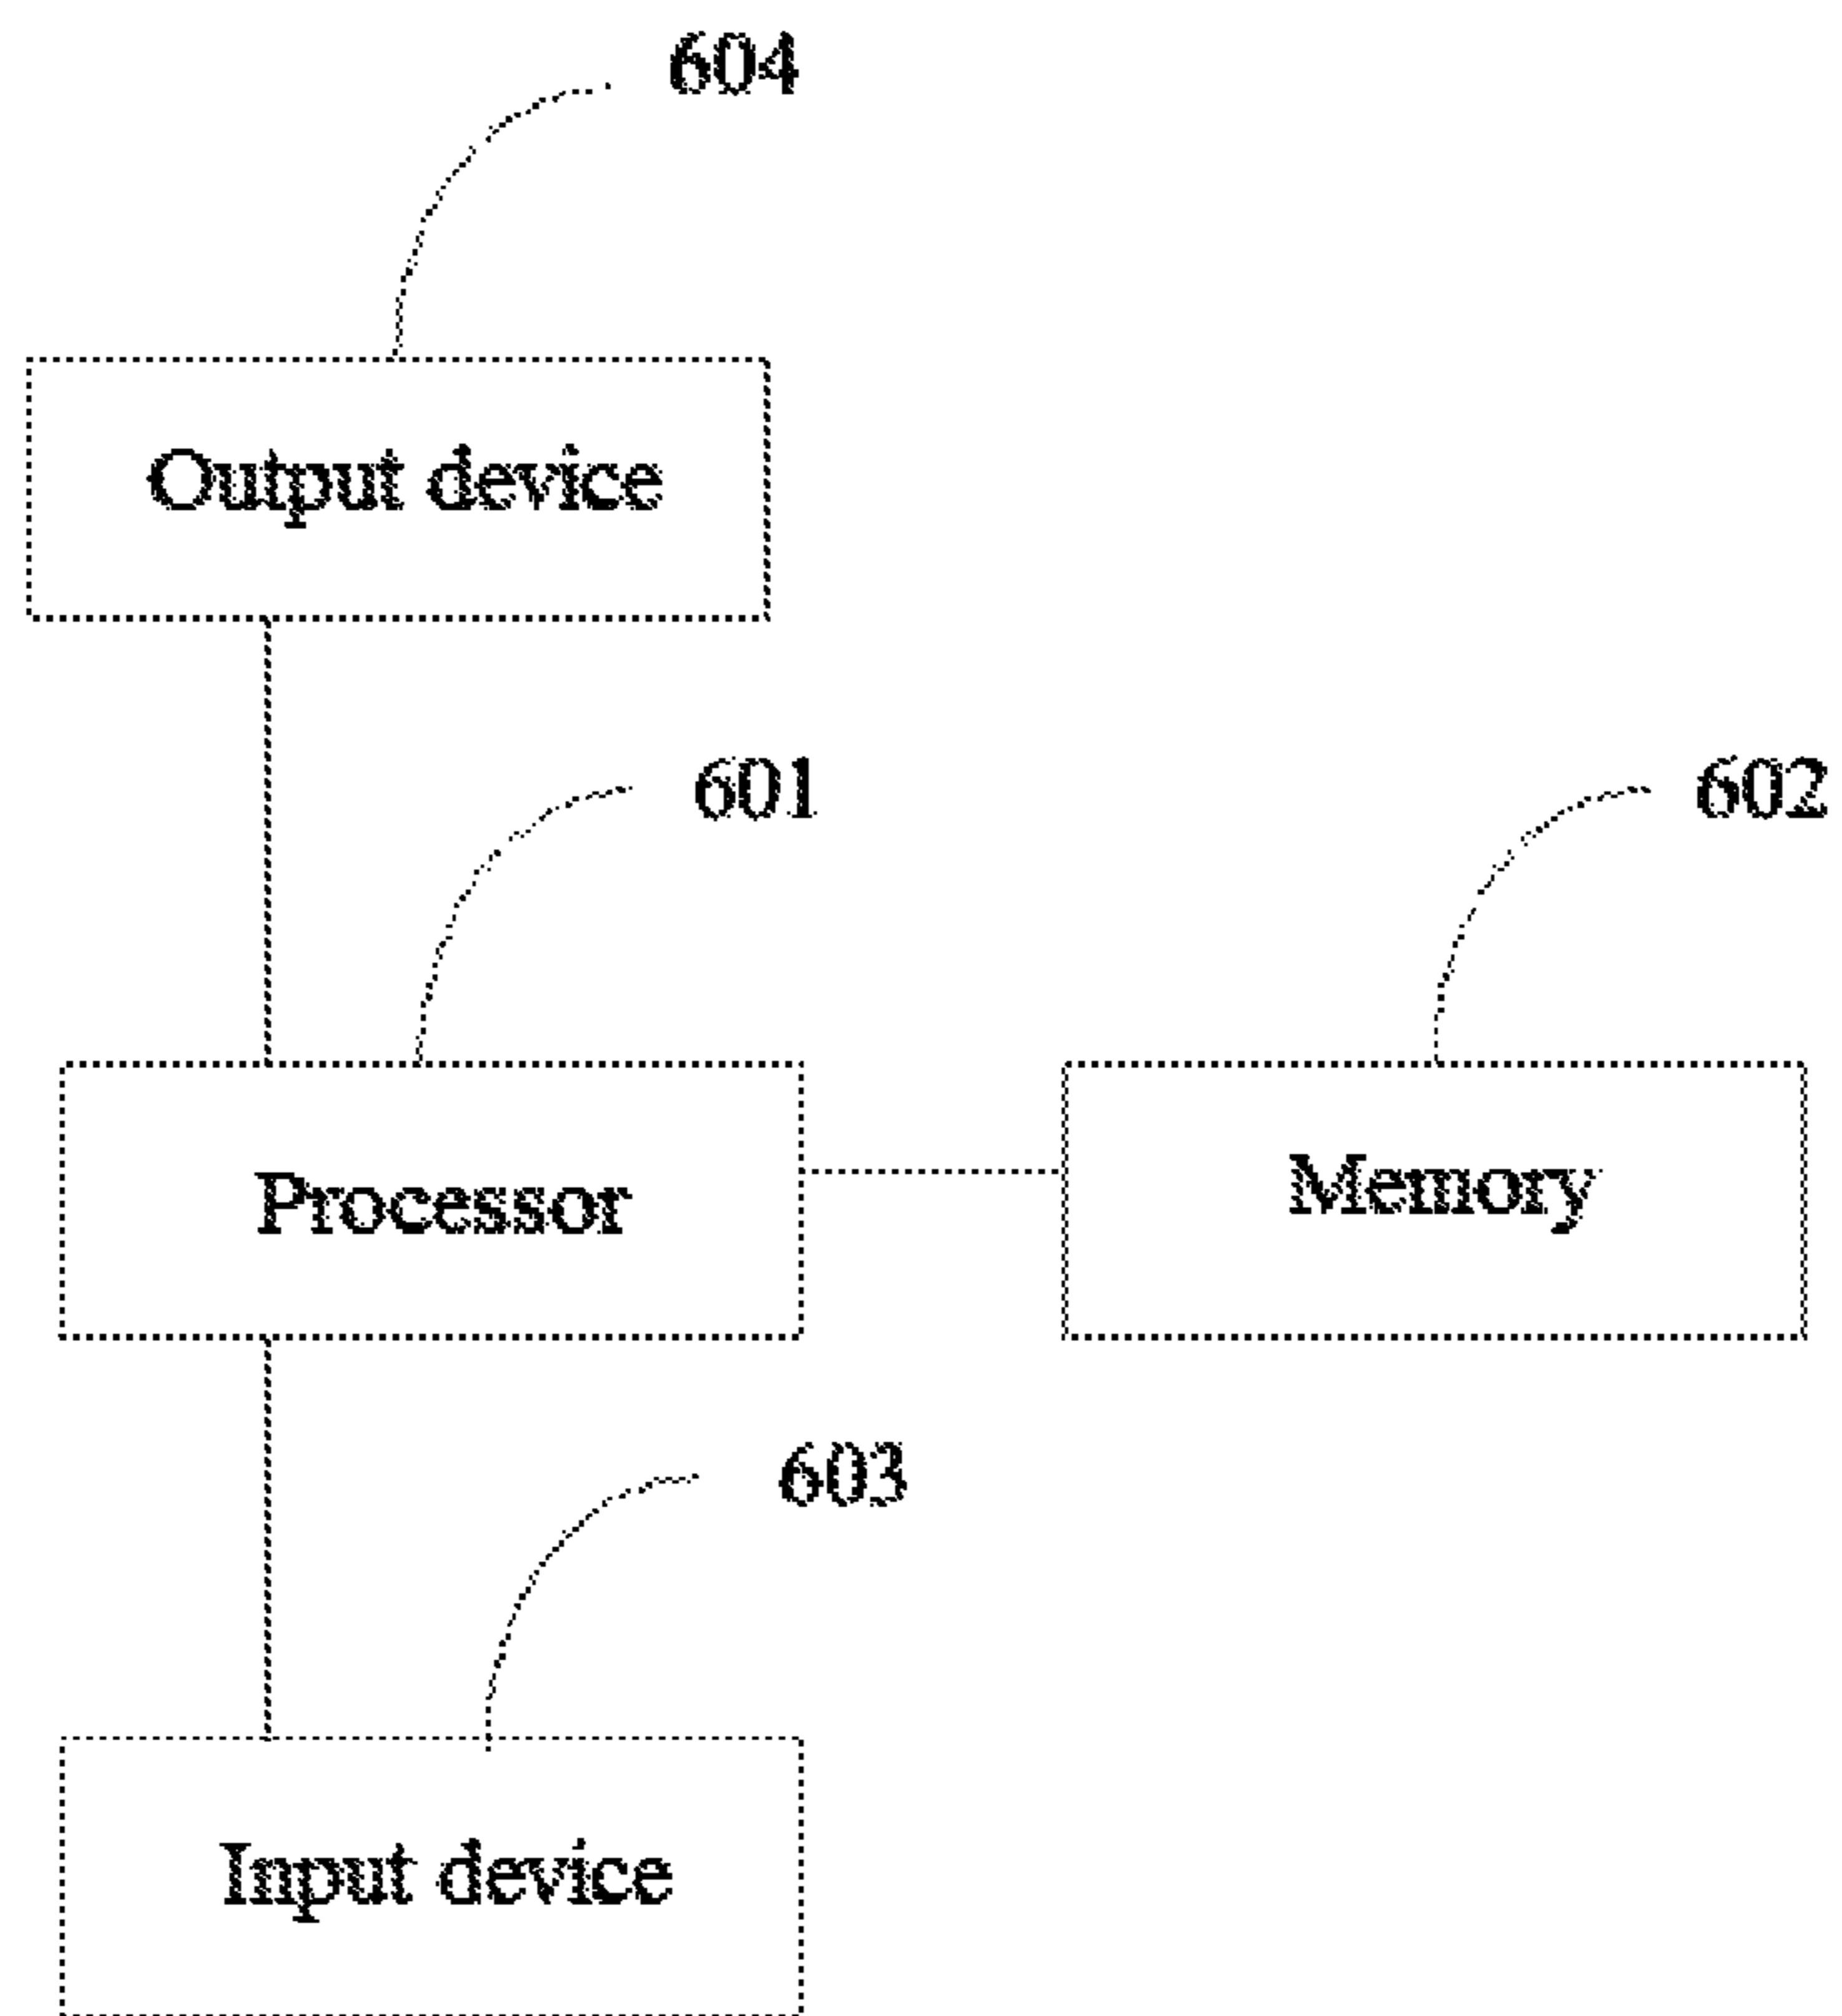 604
Output device
601
602
Processor
Memory
603
Input device